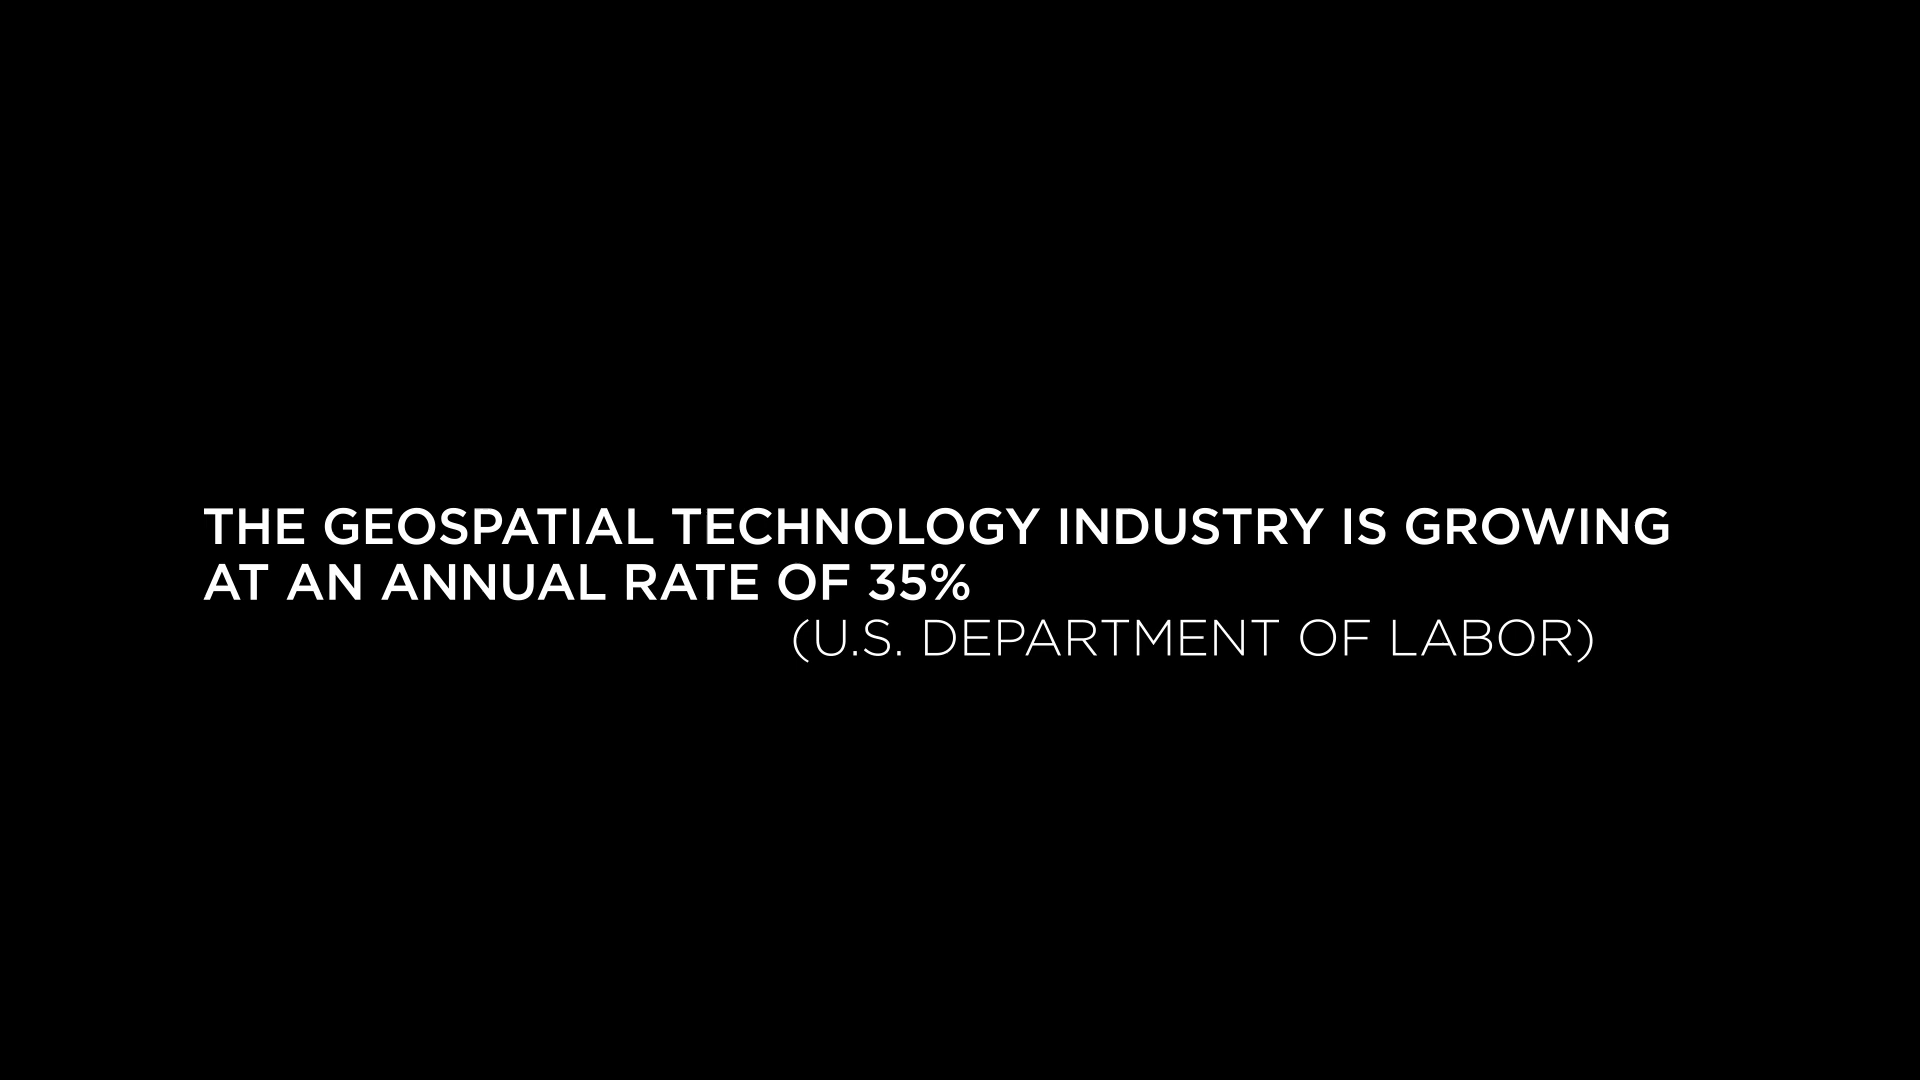 THE GEOSPATIAL TECHNOLOGY INDUSTRY IS GROWING
AT AN ANNUAL RATE OF 35%
(U.S. DEPARTMENT OF LABOR)